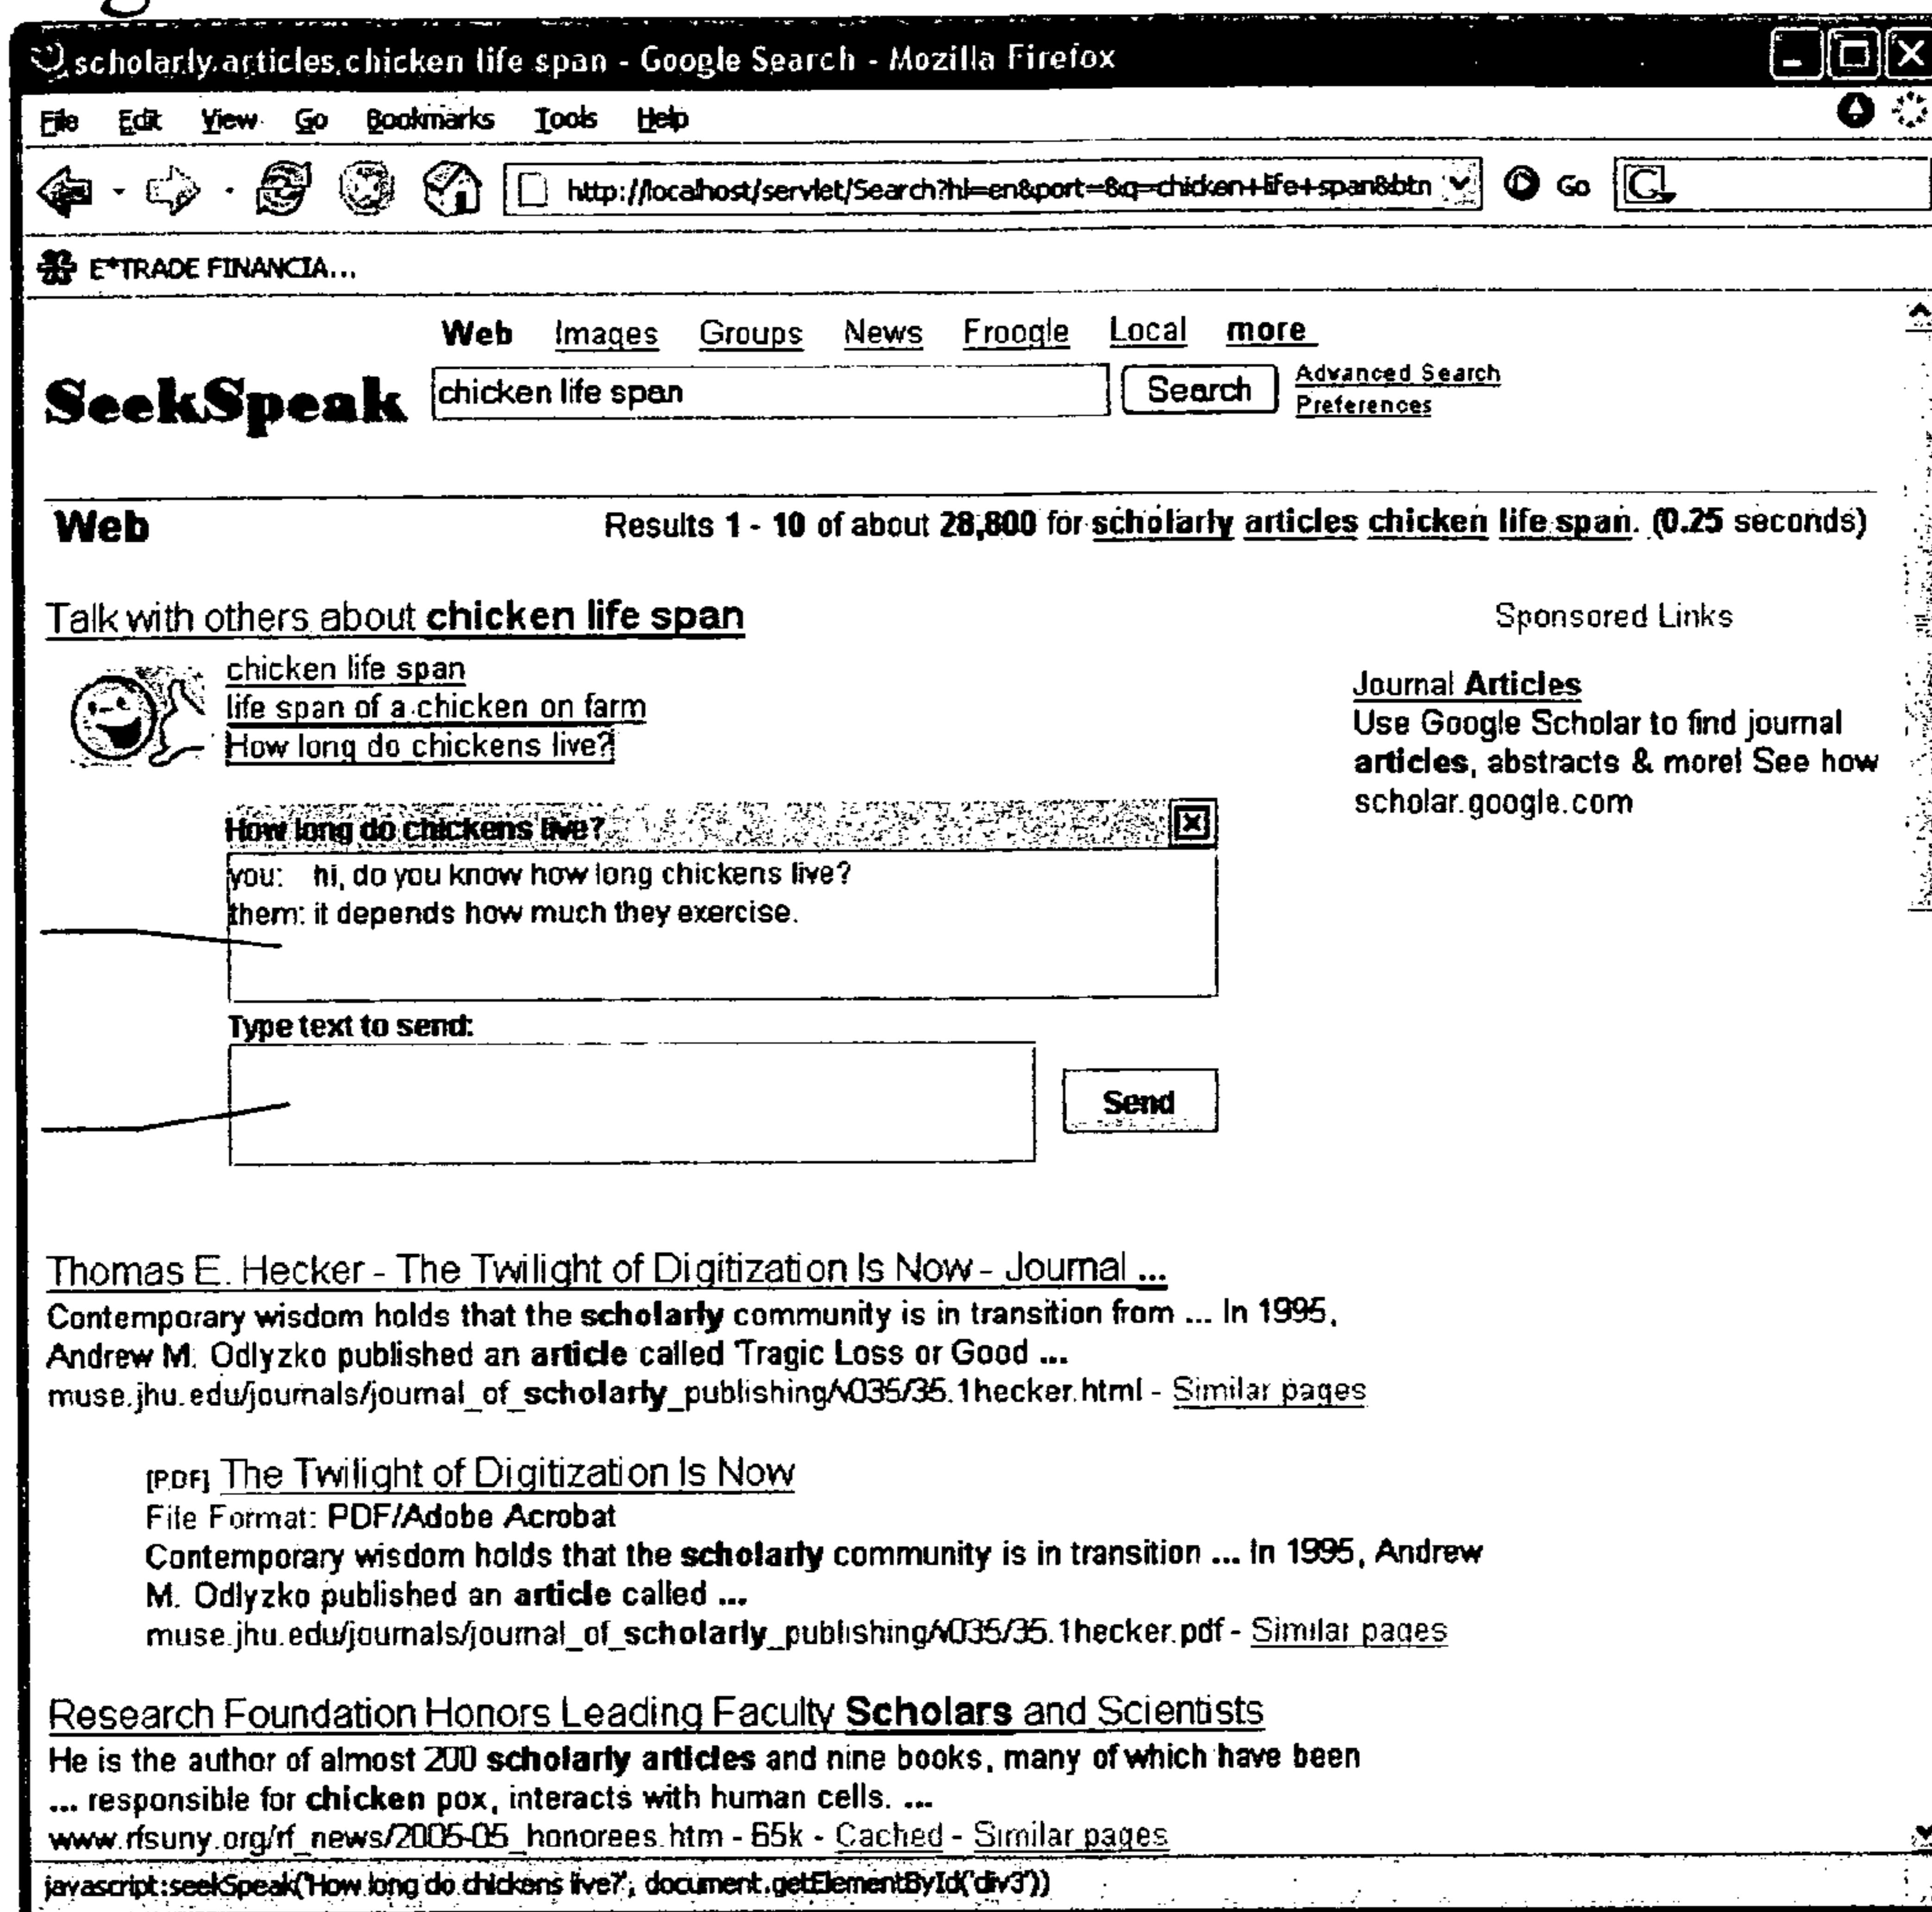 scholarly articles chicken life span - Google Search - Mozilla Firefox
File Edit View Go Bookmarks Tools Help
http://localhost/servlet/Search?hl=en&port=8q=chicken+life+span&btn Go G
E*TRADE FINANCIA...
Web Images Groups News Froogle Local more
SeekSpeak chicken life span Search Advanced Search
Preferences
Web Results 1 - 10 of about 28,800 for scholarly articles chicken life span. (0.25 seconds)
Talk with others about chicken life span
chicken life span
life span of a chicken on farm
How long do chickens live?
Sponsored Links
Journal Articles
Use Google Scholar to find journal
articles, abstracts & more! See how
scholar.google.com
How long do chickens live?
you: hi, do you know how long chickens live?
them: it depends how much they exercise.
Type text to send:
Send
Thomas E. Hecker - The Twilight of Digitization Is Now - Journal ...
Contemporary wisdom holds that the scholarly community is in transition from ... In 1995,
Andrew M. Odlyzko published an article called 'Tragic Loss or Good ...
muse.jhu.edu/journals/journal_of_scholarly_publishing/v035/35.1hecker.html - Similar pages
[PDF] The Twilight of Digitization Is Now
File Format: PDF/Adobe Acrobat
Contemporary wisdom holds that the scholarly community is in transition ... In 1995, Andrew
M. Odlyzko published an article called ...
muse.jhu.edu/journals/journal_of_scholarly_publishing/v035/35.1hecker.pdf - Similar pages
Research Foundation Honors Leading Faculty Scholars and Scientists
He is the author of almost 200 scholarly articles and nine books, many of which have been
... responsible for chicken pox, interacts with human cells. ...
www.rfsuny.org/rf_news/2005-05_honorees.htm - 65k - Cached - Similar pages
javascript:seekSpeak('How long do chickens live?', document.getElementById('div3'))